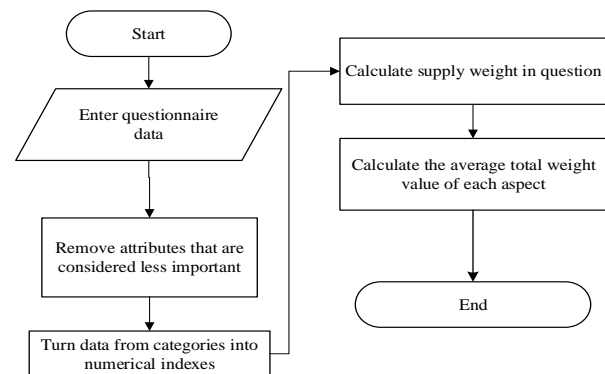 Start
Enter questionnaire
data
Remove attributes that are
considered less important
Turn data from categories into
numerical indexes
Calculate supply weight in question
Calculate the average total weight
value of each aspect
End